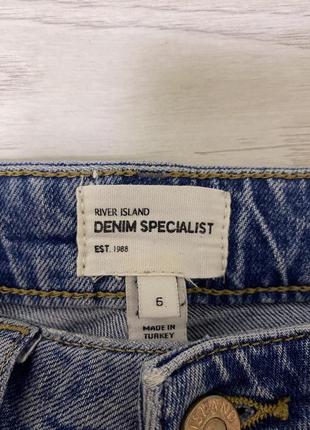 RIVER ISLAND
DENIM SPECIALIST
EST. 1988
6
MADE IN
TURKEY